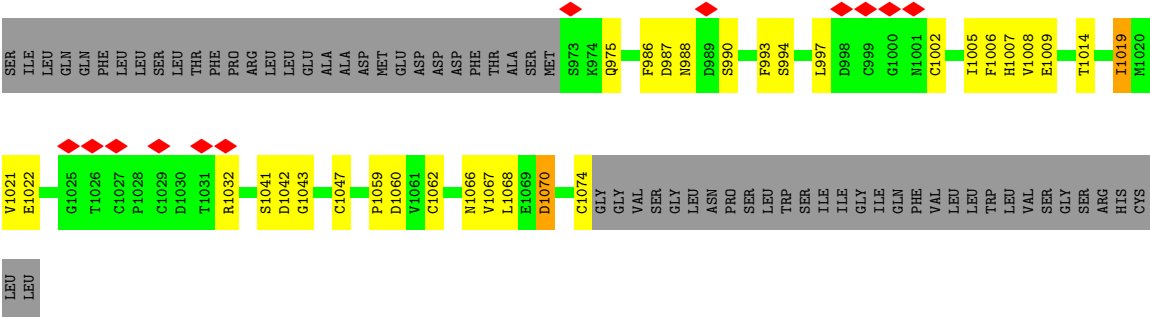 SER ILE LEU GLN GLN PHE LEU LEU SER LEU THR PHE PRO ARG LEU LEU GLU ALA ALA ASP MET GLU ASP ASP ASP PHE THR ALA SER MET S973 K974 Q975 F986 D987 N988 D989 S990 F993 S994 L997 D998 C999 G1000 N1001 C1002 I1005 F1006 H1007 V1008 E1009 T1014 I1019 M1020
V1021 E1022 G1025 T1026 C1027 P1028 C1029 D1030 T1031 R1032 S1041 D1042 G1043 C1047 P1059 D1060 V1061 C1062 N1066 V1067 L1068 E1069 D1070 C1074 GLY GLY VAL SER GLY LEU ASN PRO SER LEU TRP SER ILE ILE GLY ILE GLN PHE VAL LEU LEU TRP LEU VAL SER GLY SER ARG HIS CYS
LEU LEU